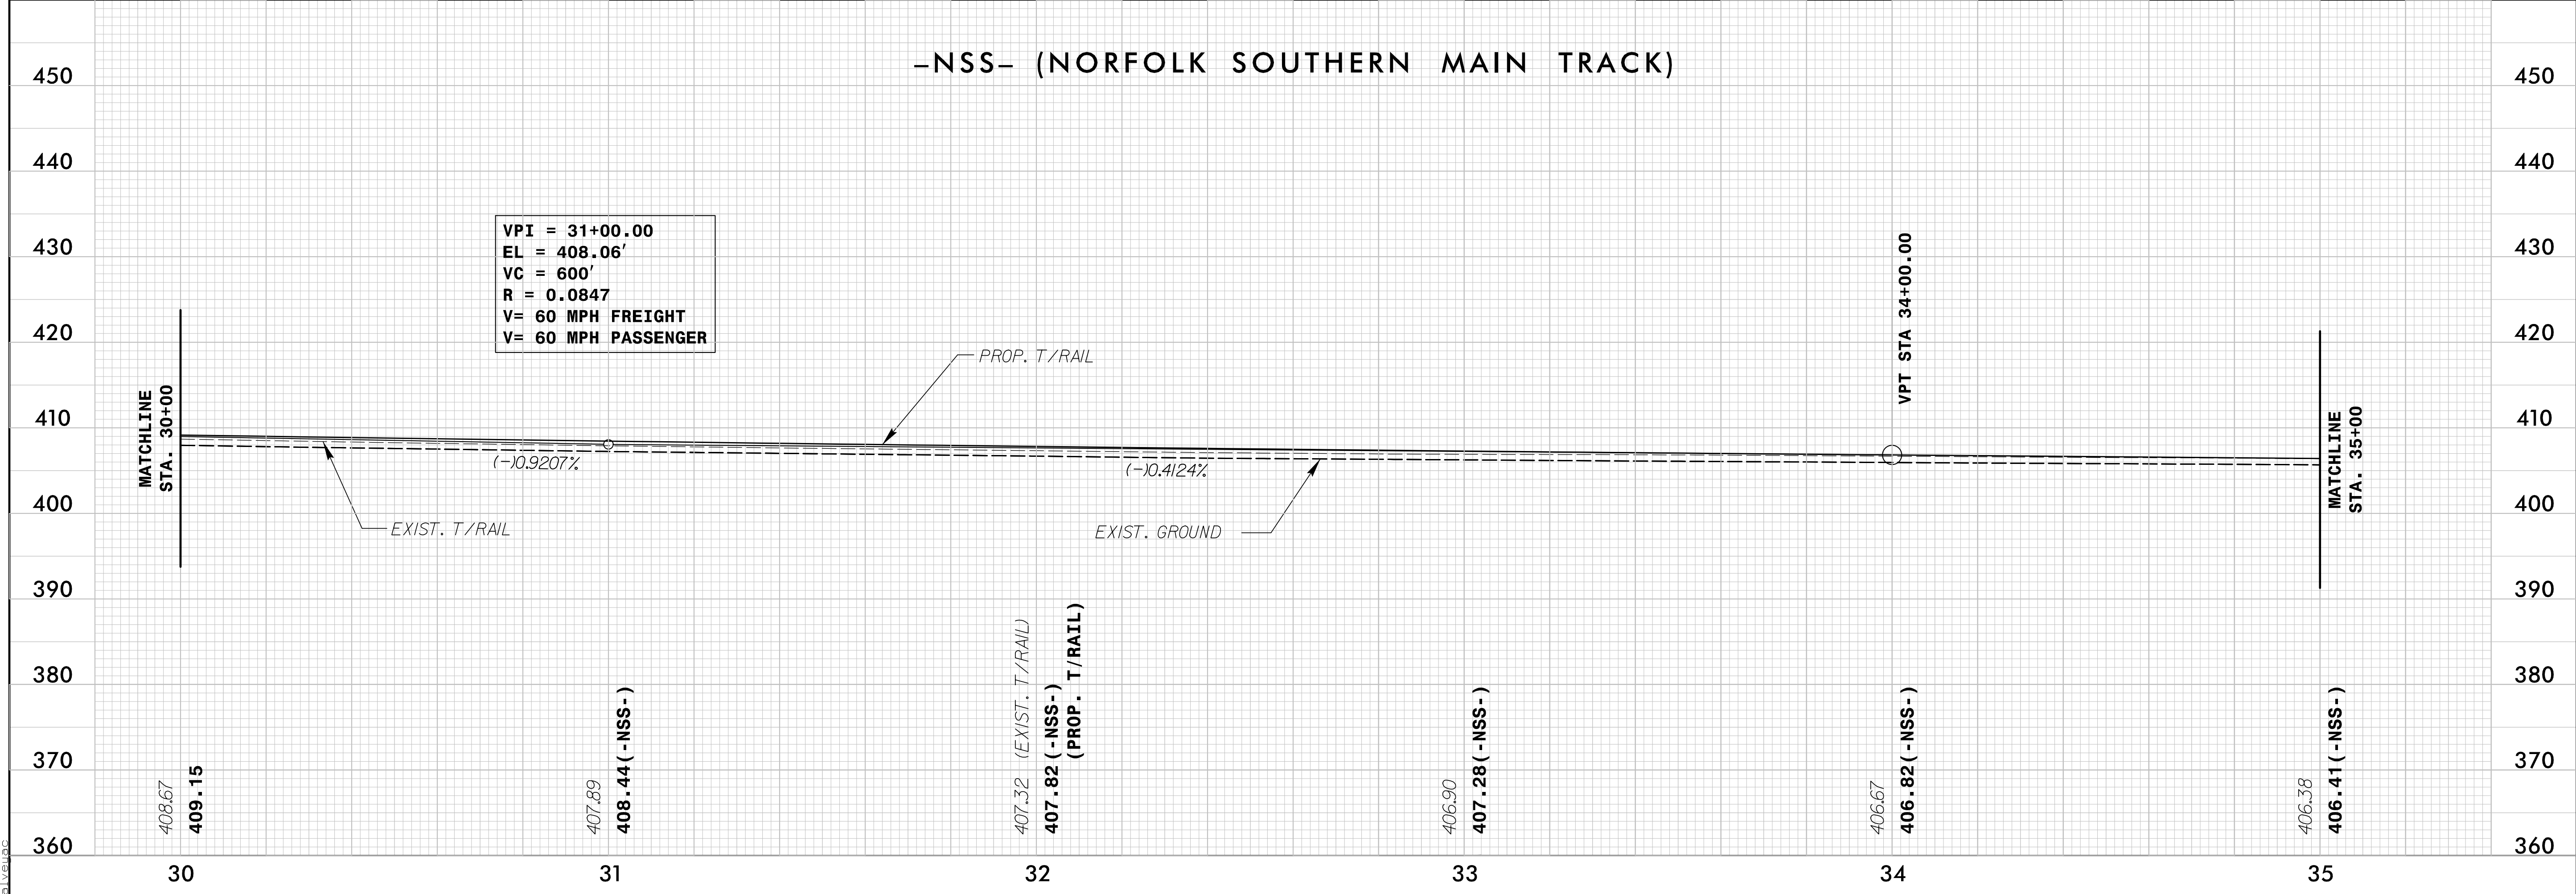 –NSS– (NORFOLK SOUTHERN MAIN TRACK)
450 450
440 440
430 430
420 420
410 410
400 400
390 390
380 380
370 370
360 360
VPI = 31+00.00
EL = 408.06′
VC = 600′
R = 0.0847
V= 60 MPH FREIGHT
V= 60 MPH PASSENGER
VPT STA 34+00.00
PROP. T/RAIL
MATCHLINE
STA. 30+00
MATCHLINE
STA. 35+00
(-)0.9207%
(-)0.4124%
EXIST. T/RAIL
EXIST. GROUND
408.67
409.15
407.89
408.44(-NSS-)
407.32 (EXIST. T/RAIL)
407.82(-NSS-)
(PROP. T/RAIL)
406.90
407.28(-NSS-)
406.67
406.82(-NSS-)
406.38
406.41(-NSS-)
30 31 32 33 34 35